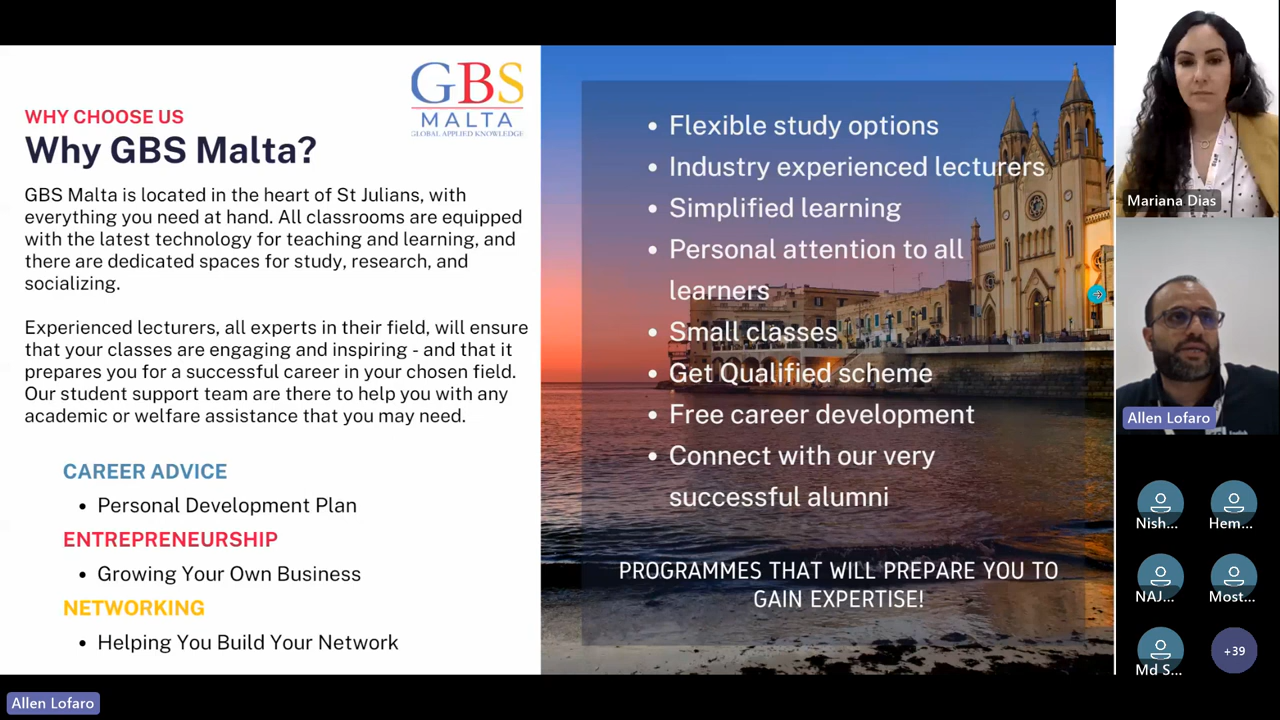 WHY CHOOSE US
Why GBS Malta?
GBS
MALTA
GLOBAL APPLIED KNOWLEDGE
GBS Malta is located in the heart of St Julians, with
everything you need at hand. All classrooms are equipped
with the latest technology for teaching and learning, and
there are dedicated spaces for study, research, and
socializing.
Experienced lecturers, all experts in their field, will ensure
that your classes are engaging and inspiring - and that it
prepares you for a successful career in your chosen field.
Our student support team are there to help you with any
academic or welfare assistance that you may need.
CAREER ADVICE
• Personal Development Plan
ENTREPRENEURSHIP
• Growing Your Own Business
NETWORKING
• Helping You Build Your Network
• Flexible study options
• Industry experienced lecturers
• Simplified learning
• Personal attention to all
learners
• Small classes
• Get Qualified scheme
• Free career development
• Connect with our very
successful alumni
PROGRAMMES THAT WILL PREPARE YOU TO
GAIN EXPERTISE!
Mariana Dias
Allen Lofaro
Nish...
Hem...
NAJ...
Most...
Md S...
+39
Allen Lofaro